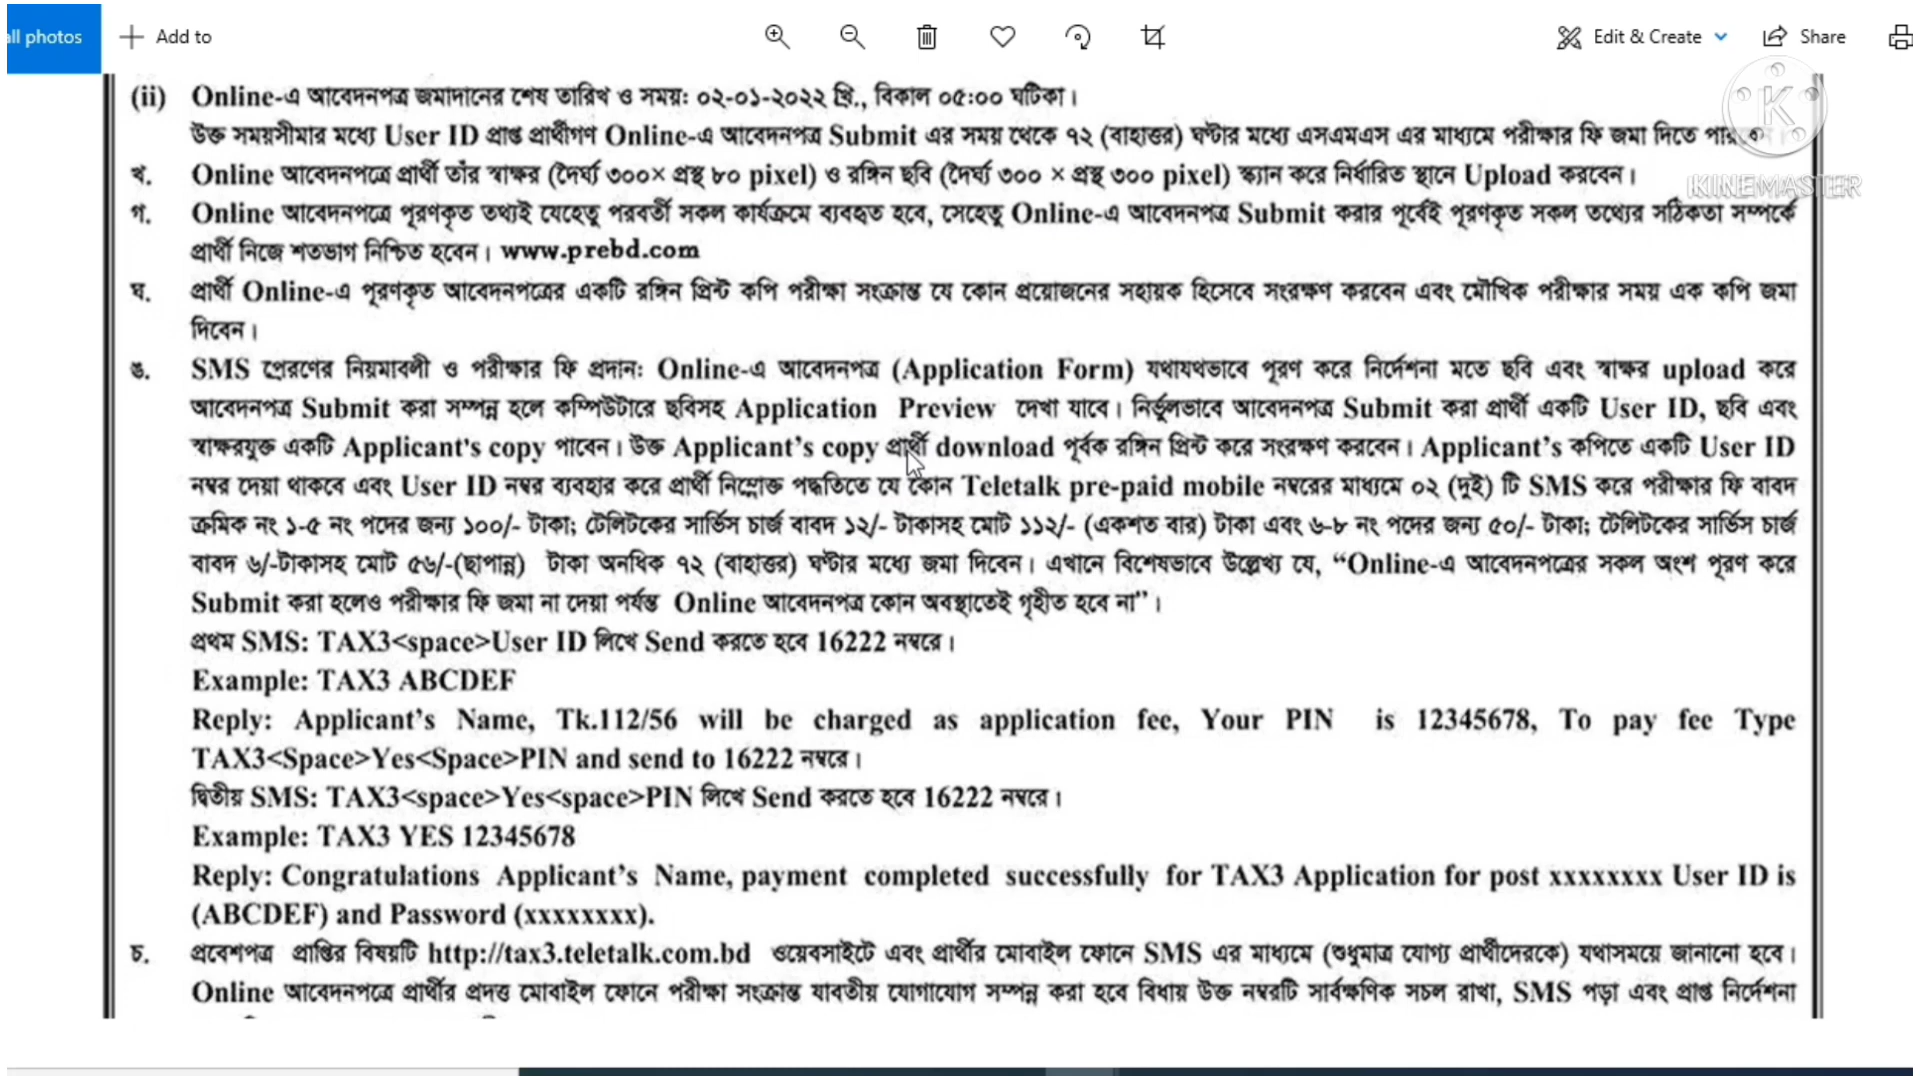 all photos
Add to
Edit & Create
Share
(ii) Online-এ আবেদনপত্র জমাদানের শেষ তারিখ ও সময়ঃ ০২-০১-২০২২ খ্রি., বিকাল ০৫:০০ ঘটিকা।
উক্ত সময়সীমার মধ্যে User ID প্রাপ্ত প্রার্থীগণ Online-এ আবেদনপত্র Submit এর সময় থেকে ৭২ (বাহাত্তর) ঘণ্টার মধ্যে এসএমএস এর মাধ্যমে পরীক্ষার ফি জমা দিতে পারবেন।
খ. Online আবেদনপত্রে প্রার্থী তাঁর স্বাক্ষর (দৈর্ঘ্য ৩০০× প্রস্থ ৮০ pixel) ও রঙ্গিন ছবি (দৈর্ঘ্য ৩০০ × প্রস্থ ৩০০ pixel) স্ক্যান করে নির্ধারিত স্থানে Upload করবেন।
KINEMASTER
গ. Online আবেদনপত্রে পূরণকৃত তথ্যই যেহেতু পরবর্তী সকল কার্যক্রমে ব্যবহৃত হবে, সেহেতু Online-এ আবেদনপত্র Submit করার পূর্বেই পূরণকৃত সকল তথ্যের সঠিকতা সম্পর্কে
প্রার্থী নিজে শতভাগ নিশ্চিত হবেন। www.prebd.com
ঘ. প্রার্থী Online-এ পূরণকৃত আবেদনপত্রের একটি রঙ্গিন প্রিন্ট কপি পরীক্ষা সংক্রান্ত যে কোন প্রয়োজনের সহায়ক হিসেবে সংরক্ষণ করবেন এবং মৌখিক পরীক্ষার সময় এক কপি জমা
দিবেন।
ঙ. SMS প্রেরণের নিয়মাবলী ও পরীক্ষার ফি প্রদানঃ Online-এ আবেদনপত্র (Application Form) যথাযথভাবে পূরণ করে নির্দেশনা মতে ছবি এবং স্বাক্ষর upload করে
আবেদনপত্র Submit করা সম্পন্ন হলে কম্পিউটারে ছবিসহ Application Preview দেখা যাবে। নির্ভুলভাবে আবেদনপত্র Submit করা প্রার্থী একটি User ID, ছবি এবং
স্বাক্ষরযুক্ত একটি Applicant's copy পাবেন। উক্ত Applicant's copy প্রার্থী download পূর্বক রঙ্গিন প্রিন্ট করে সংরক্ষণ করবেন। Applicant's কপিতে একটি User ID
নম্বর দেয়া থাকবে এবং User ID নম্বর ব্যবহার করে প্রার্থী নিম্নোক্ত পদ্ধতিতে যে কোন Teletalk pre-paid mobile নম্বরের মাধ্যমে ০২ (দুই) টি SMS করে পরীক্ষার ফি বাবদ
ক্রমিক নং ১-৫ নং পদের জন্য ১০০/- টাকা; টেলিটকের সার্ভিস চার্জ বাবদ ১২/- টাকাসহ মোট ১১২/- (একশত বার) টাকা এবং ৬-৮ নং পদের জন্য ৫০/- টাকা; টেলিটকের সার্ভিস চার্জ
বাবদ ৬/-টাকাসহ মোট ৫৬/-(ছাপান্ন) টাকা অনধিক ৭২ (বাহাত্তর) ঘণ্টার মধ্যে জমা দিবেন। এখানে বিশেষভাবে উল্লেখ্য যে, “Online-এ আবেদনপত্রের সকল অংশ পূরণ করে
Submit করা হলেও পরীক্ষার ফি জমা না দেয়া পর্যন্ত Online আবেদনপত্র কোন অবস্থাতেই গৃহীত হবে না”।
প্রথম SMS: TAX3<space>User ID লিখে Send করতে হবে 16222 নম্বরে।
Example: TAX3 ABCDEF
Reply: Applicant's Name, Tk.112/56 will be charged as application fee, Your PIN is 12345678, To pay fee Type
TAX3<Space>Yes<Space>PIN and send to 16222 নম্বরে।
দ্বিতীয় SMS: TAX3<space>Yes<space>PIN লিখে Send করতে হবে 16222 নম্বরে।
Example: TAX3 YES 12345678
Reply: Congratulations Applicant's Name, payment completed successfully for TAX3 Application for post xxxxxxxx User ID is
(ABCDEF) and Password (xxxxxxxx).
চ. প্রবেশপত্র প্রাপ্তির বিষয়টি http://tax3.teletalk.com.bd ওয়েবসাইটে এবং প্রার্থীর মোবাইল ফোনে SMS এর মাধ্যমে (শুধুমাত্র যোগ্য প্রার্থীদেরকে) যথাসময়ে জানানো হবে।
Online আবেদনপত্রে প্রার্থীর প্রদত্ত মোবাইল ফোনে পরীক্ষা সংক্রান্ত যাবতীয় যোগাযোগ সম্পন্ন করা হবে বিধায় উক্ত নম্বরটি সার্বক্ষণিক সচল রাখা, SMS পড়া এবং প্রাপ্ত নির্দেশনা